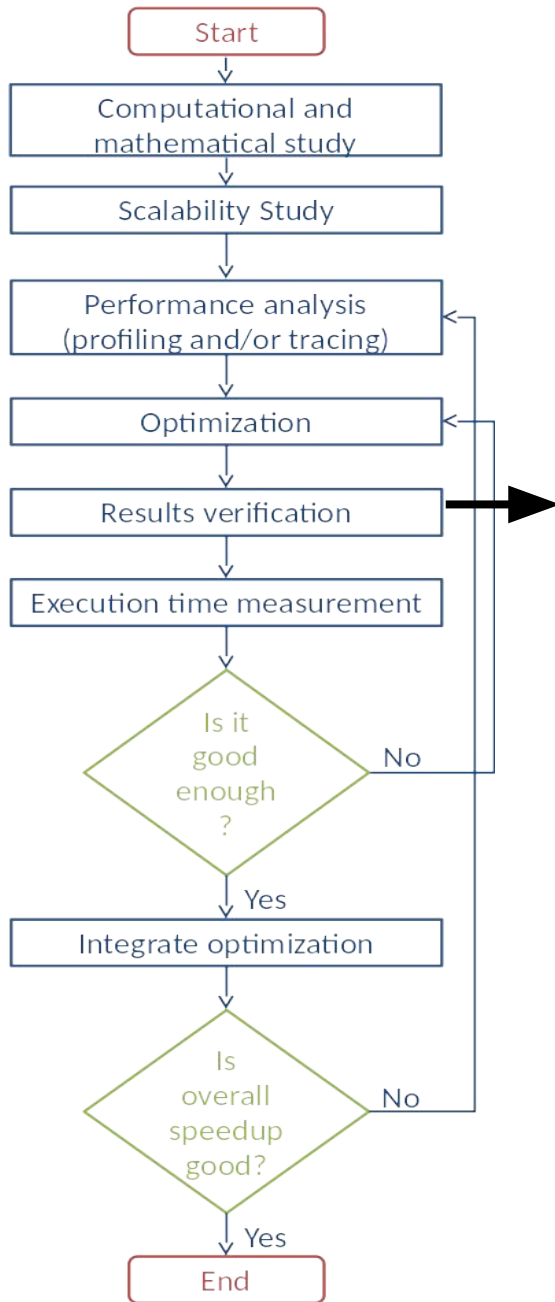 Start
Computational and
mathematical study
Scalability Study
Performance analysis
(profiling and/or tracing)
Optimization
Results verification
Execution time measurement
Is it
good
enough
?
No
Yes
Integrate optimization
Is
overall
speedup
good?
No
Yes
End